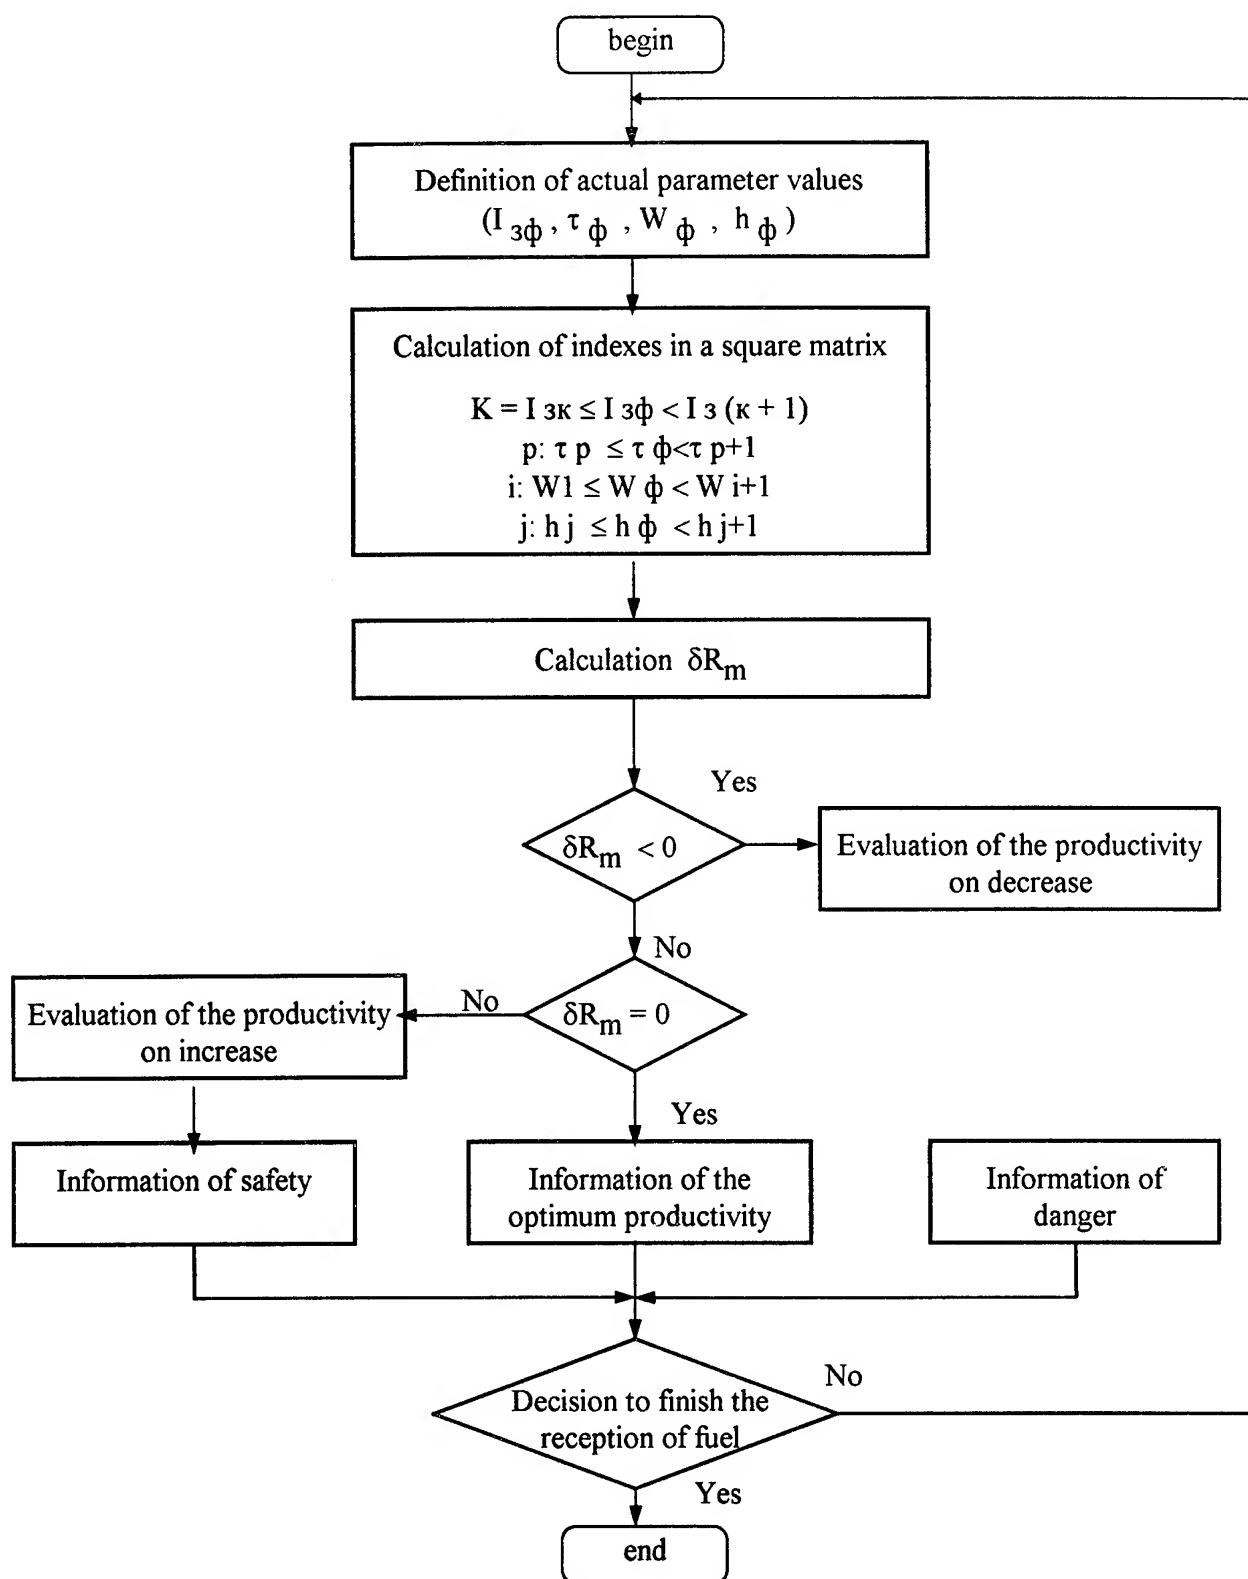 begin
Definition of actual parameter values
(I зф , τ ф , W ф , h ф )
Calculation of indexes in a square matrix
K = I зк ≤ I зф < I з (к + 1)
p: τ p ≤ τ ф<τ p+1
i: W1 ≤ W ф < W i+1
j: h j ≤ h ф < h j+1
Calculation δRm
Yes
δRm < 0
Evaluation of the productivity
on decrease
No
δRm = 0
No
Evaluation of the productivity
on increase
Yes
Information of safety
Information of the
optimum productivity
Information of
danger
Decision to finish the
reception of fuel
No
Yes
end